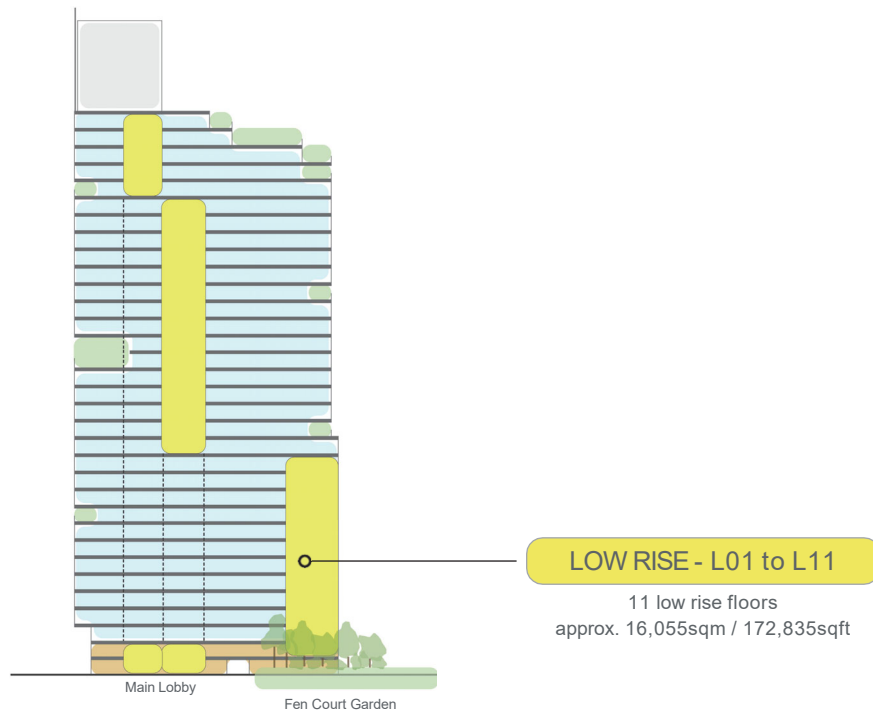 LOW RISE - L01 to L11
11 low rise floors
approx. 16,055sqm / 172,835sqft
Main Lobby
Fen Court Garden